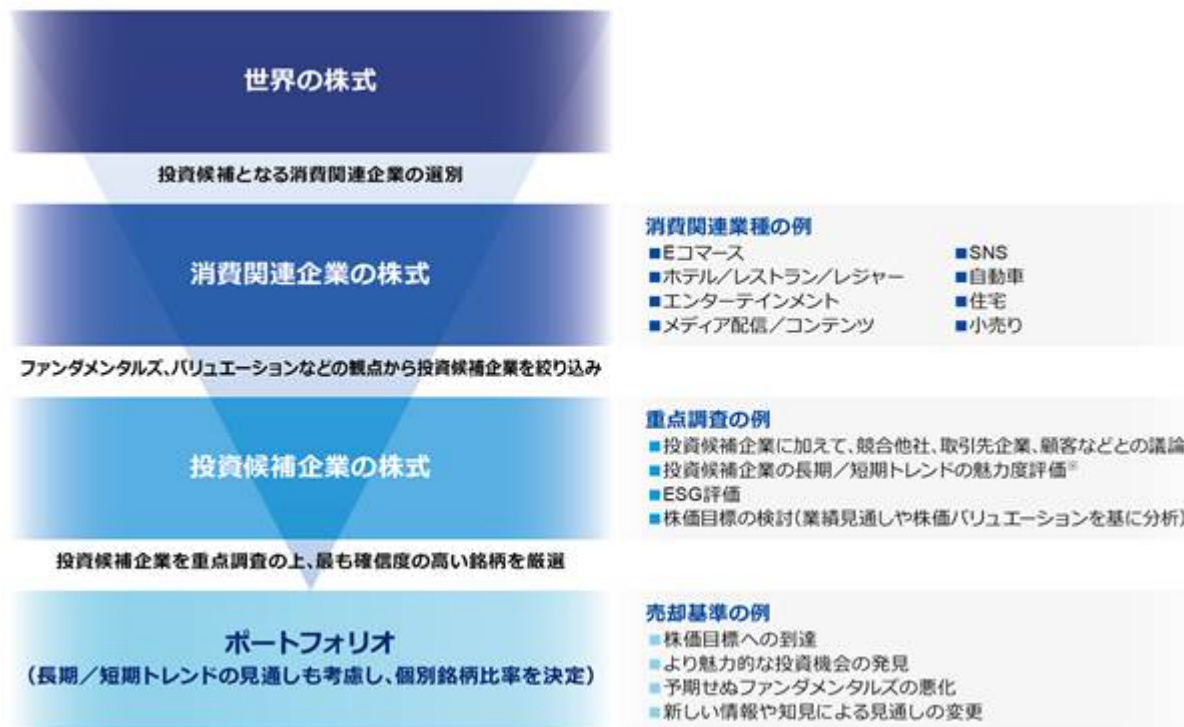 世界の株式
投資候補となる消費関連企業の選別
消費関連企業の株式
消費関連業種の例
■Eコマース
■SNS
■ホテル／レストラン／レジャー
■自動車
■エンターテインメント
■住宅
■メディア配信／コンテンツ
■小売り
ファンダメンタルズ、バリュエーションなどの観点から投資候補企業を絞り込み
投資候補企業の株式
重点調査の例
■投資候補企業に加えて、競合他社、取引先企業、顧客などとの議論
■投資候補企業の長期／短期トレンドの魅力度評価※
■ESG評価
■株価目標の検討(業績見通しや株価バリュエーションを基に分析)
投資候補企業を重点調査の上、最も確信度の高い銘柄を厳選
ポートフォリオ
(長期／短期トレンドの見通しも考慮し、個別銘柄比率を決定)
売却基準の例
■株価目標への到達
■より魅力的な投資機会の発見
■予期せぬファンダメンタルズの悪化
■新しい情報や知見による見通しの変更